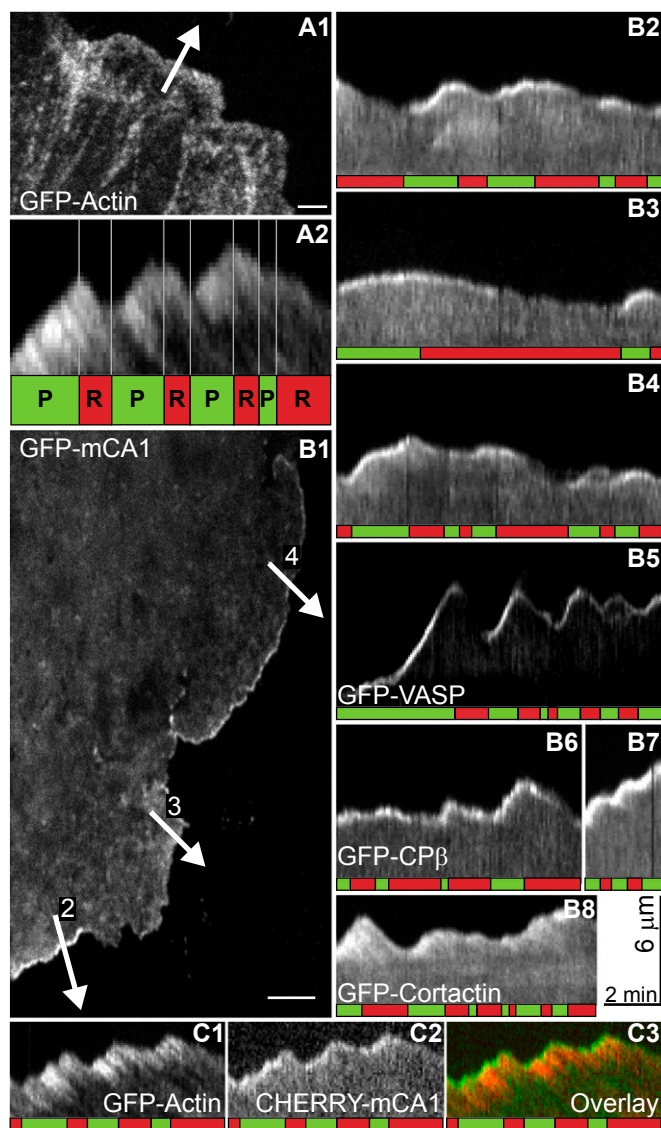 A1
GFP-Actin
A2
P R P R P R P R
GFP-mCA1
B1
4
3
2
B2
B3
B4
B5
GFP-VASP
B6
B7
GFP-CPβ
B8
GFP-Cortactin
6 μm
2 min
C1
GFP-Actin
C2
CHERRY-mCA1
C3
Overlay